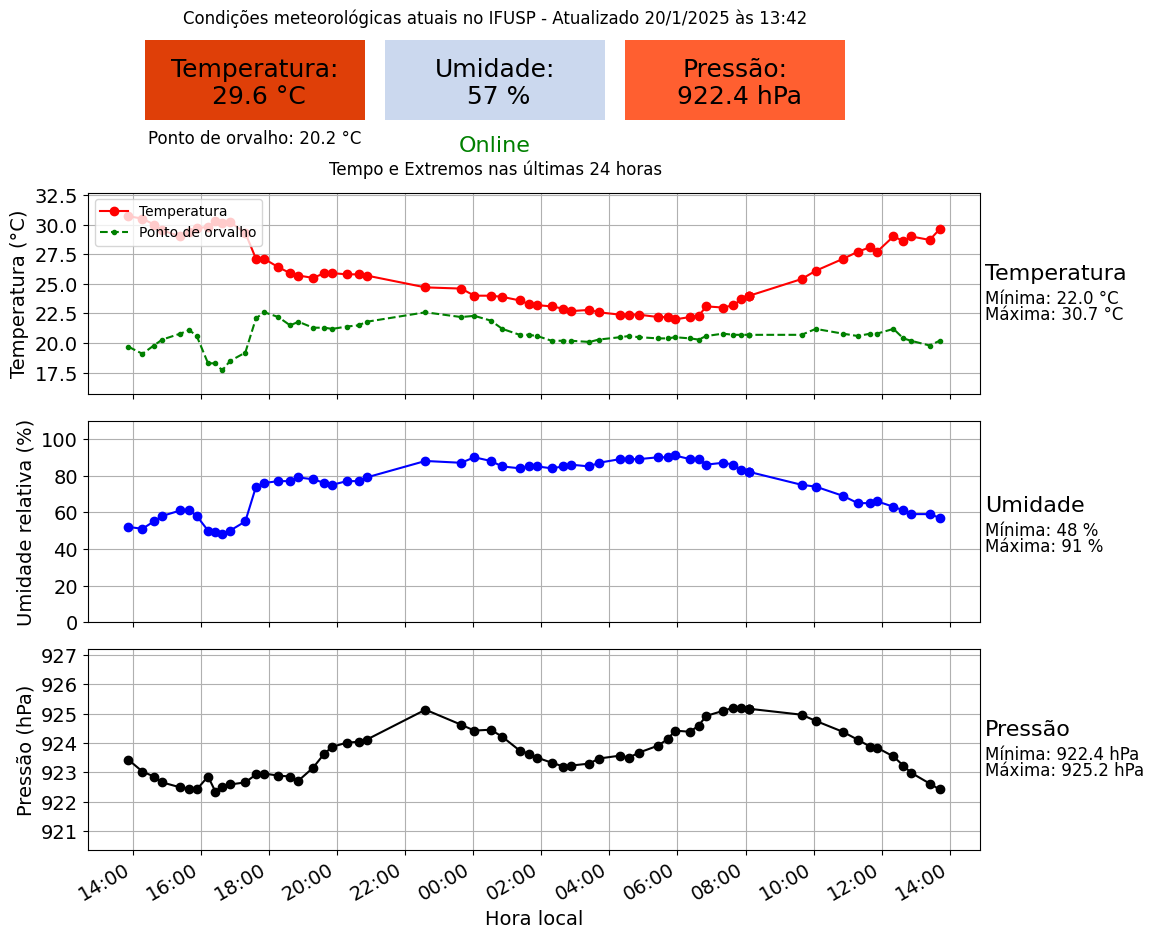 Condições meteorológicas atuais no IFUSP - Atualizado 20/1/2025 às 13:42
Temperatura:
29.6 °C
Umidade:
57 %
Pressão:
922.4 hPa
Ponto de orvalho: 20.2 °C
Online
Tempo e Extremos nas últimas 24 horas
Temperatura (°C)
32.5
30.0
27.5
25.0
22.5
20.0
17.5
Temperatura
Ponto de orvalho
Temperatura
Mínima: 22.0 °C
Máxima: 30.7 °C
Umidade relativa (%)
100
80
60
40
20
0
Umidade
Mínima: 48 %
Máxima: 91 %
Pressão (hPa)
927
926
925
924
923
922
921
Pressão
Mínima: 922.4 hPa
Máxima: 925.2 hPa
14:00 16:00 18:00 20:00 22:00 00:00 02:00 04:00 06:00 08:00 10:00 12:00 14:00
Hora local